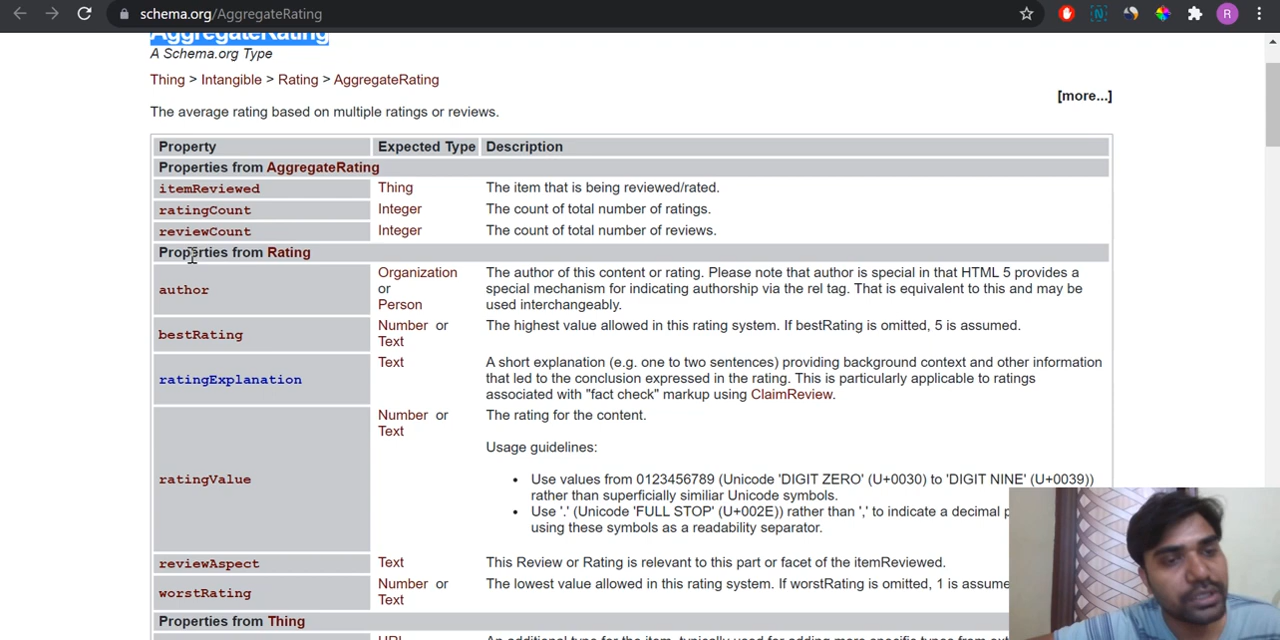 schema.org/AggregateRating
R
AggregateRating
A Schema.org Type
Thing > Intangible > Rating > AggregateRating
[more...]
The average rating based on multiple ratings or reviews.
Property Expected Type Description
Properties from AggregateRating
itemReviewed Thing The item that is being reviewed/rated.
ratingCount Integer The count of total number of ratings.
reviewCount Integer The count of total number of reviews.
Properties from Rating
author Organization or Person The author of this content or rating. Please note that author is special in that HTML 5 provides a
special mechanism for indicating authorship via the rel tag. That is equivalent to this and may be
used interchangeably.
bestRating Number or Text The highest value allowed in this rating system. If bestRating is omitted, 5 is assumed.
ratingExplanation Text A short explanation (e.g. one to two sentences) providing background context and other information
that led to the conclusion expressed in the rating. This is particularly applicable to ratings
associated with "fact check" markup using ClaimReview.
ratingValue Number or Text The rating for the content.
Usage guidelines:
• Use values from 0123456789 (Unicode 'DIGIT ZERO' (U+0030) to 'DIGIT NINE' (U+0039))
rather than superficially similiar Unicode symbols.
• Use '.' (Unicode 'FULL STOP' (U+002E)) rather than ',' to indicate a decimal
using these symbols as a readability separator.
reviewAspect Text This Review or Rating is relevant to this part or facet of the itemReviewed.
worstRating Number or Text The lowest value allowed in this rating system. If worstRating is omitted, 1 is assume
Properties from Thing